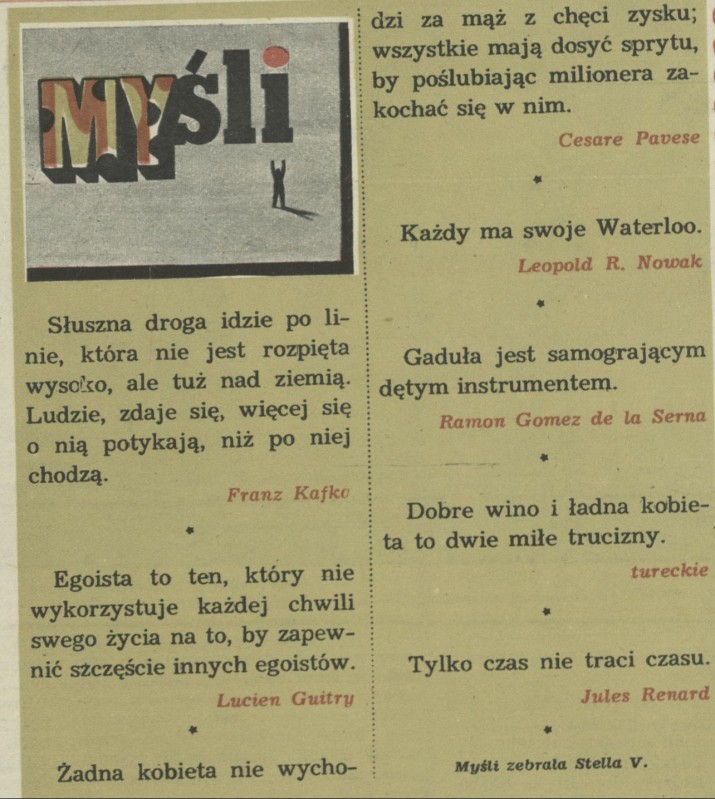 MYśli
Słuszna droga idzie po li-
nie, która nie jest rozpięta
wysoko, ale tuż nad ziemią.
Ludzie, zdaje się, więcej się
o nią potykają, niż po niej
chodzą.
Franz Kafka
Egoista to ten, który nie
wykorzystuje każdej chwili
swego życia na to, by zapew-
nić szczęście innych egoistów.
Lucien Guitry
Żadna kobieta nie wycho-
dzi za mąż z chęci zysku;
wszystkie mają dosyć sprytu,
by poślubiając milionera za-
kochać się w nim.
Cesare Pavese
Każdy ma swoje Waterloo.
Leopold R. Nowak
Gaduła jest samogrającym
dętym instrumentem.
Ramon Gomez de la Serna
Dobre wino i ładna kobie-
ta to dwie miłe trucizny.
tureckie
Tylko czas nie traci czasu.
Jules Renard
Myśli zebrała Stella V.